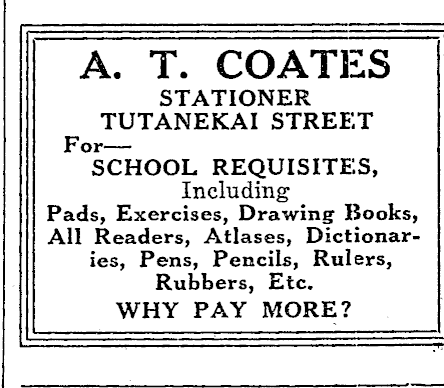 A. T. COATES
STATIONER
TUTANEKAI STREET
For—
SCHOOL REQUISITES,
Including
Pads, Exercises, Drawing Books,
All Readers, Atlases, Dictionar-
ies, Pens, Pencils, Rulers,
Rubbers, Etc.
WHY PAY MORE?